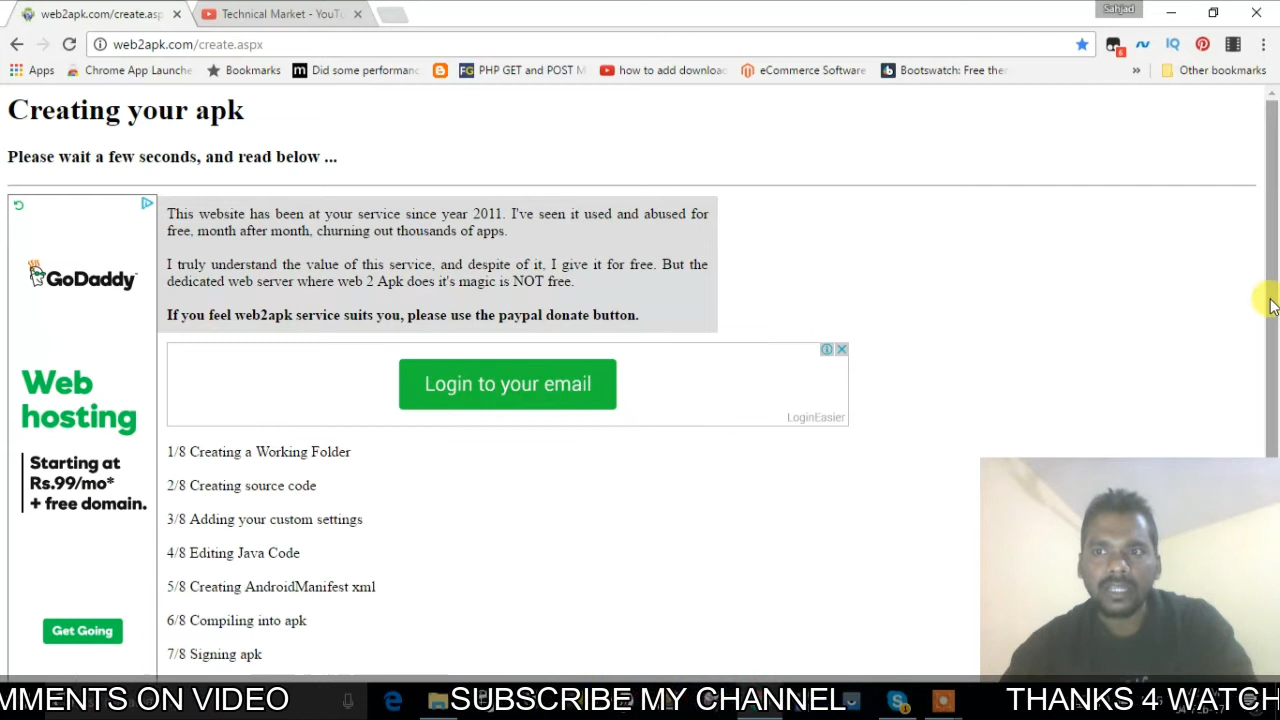 web2apk.com/create.asp
Technical Market - YouTu
Sahjad
web2apk.com/create.aspx
6
IQ
Apps
Chrome App Launche
Bookmarks
Did some performanc
FG PHP GET and POST M
how to add downloac
eCommerce Software
Bootswatch: Free the
»
Other bookmarks
Creating your apk
Please wait a few seconds, and read below ...
This website has been at your service since year 2011. I've seen it used and abused for
free, month after month, churning out thousands of apps.
I truly understand the value of this service, and despite of it, I give it for free. But the
dedicated web server where web 2 Apk does it's magic is NOT free.
If you feel web2apk service suits you, please use the paypal donate button.
GoDaddy
Web
hosting
Starting at
Rs.99/mo*
+ free domain.
Get Going
Login to your email
LoginEasier
1/8 Creating a Working Folder
2/8 Creating source code
3/8 Adding your custom settings
4/8 Editing Java Code
5/8 Creating AndroidManifest xml
6/8 Compiling into apk
7/8 Signing apk
MMENTS ON VIDEO SUBSCRIBE MY CHANNEL THANKS 4 WATCH